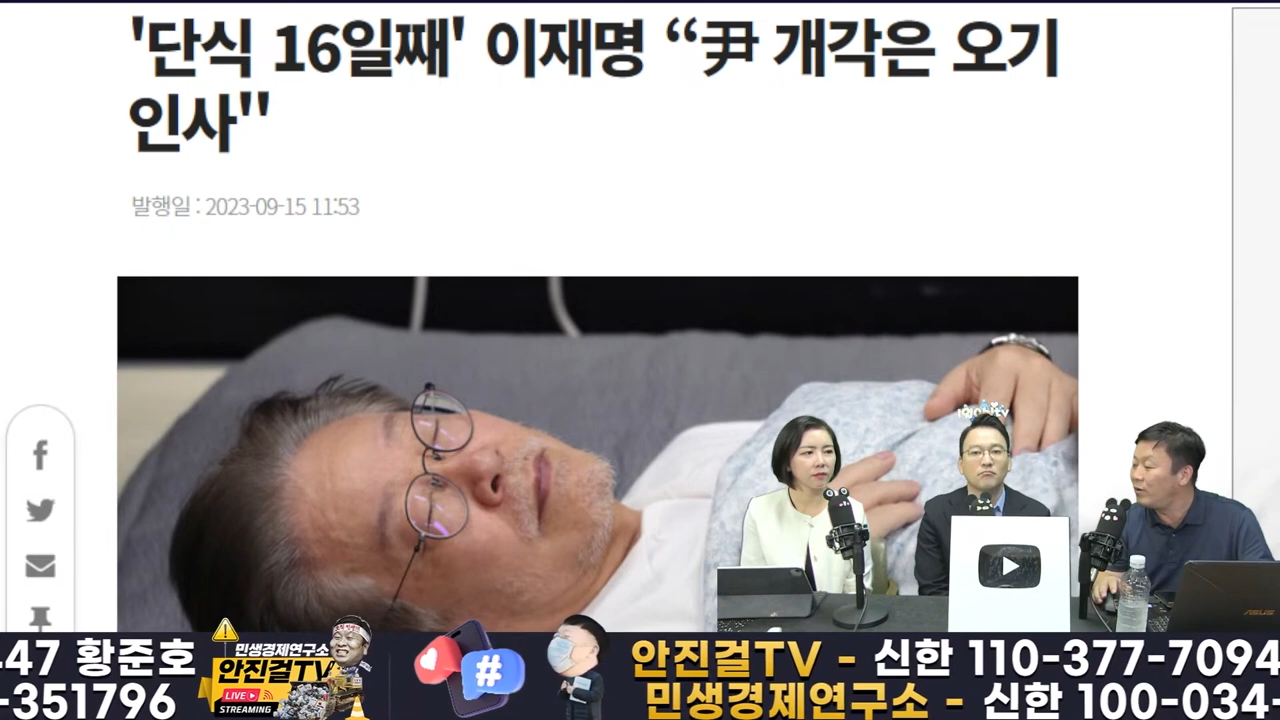 '단식 16일째' 이재명 “尹 개각은 오기
인사"
발행일 : 2023-09-15 11:53
ASUS
47 황준호
-351796
민생경제연구소
안진걸TV
LIVE
STREAMING
#
안진걸TV - 신한 110-377-7094
민생경제연구소 - 신한 100-034-